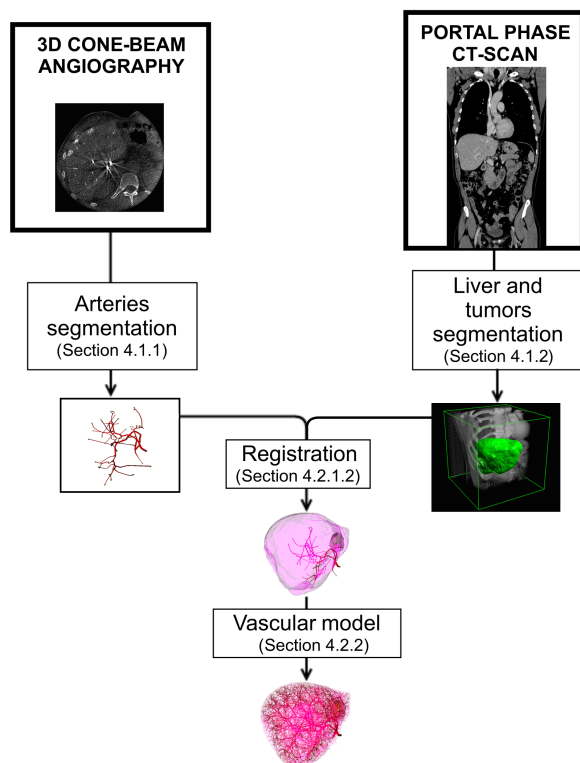 3D CONE-BEAM
ANGIOGRAPHY
PORTAL PHASE
CT-SCAN
Arteries
segmentation
(Section 4.1.1)
Liver and
tumors
segmentation
(Section 4.1.2)
Registration
(Section 4.2.1.2)
Vascular model
(Section 4.2.2)